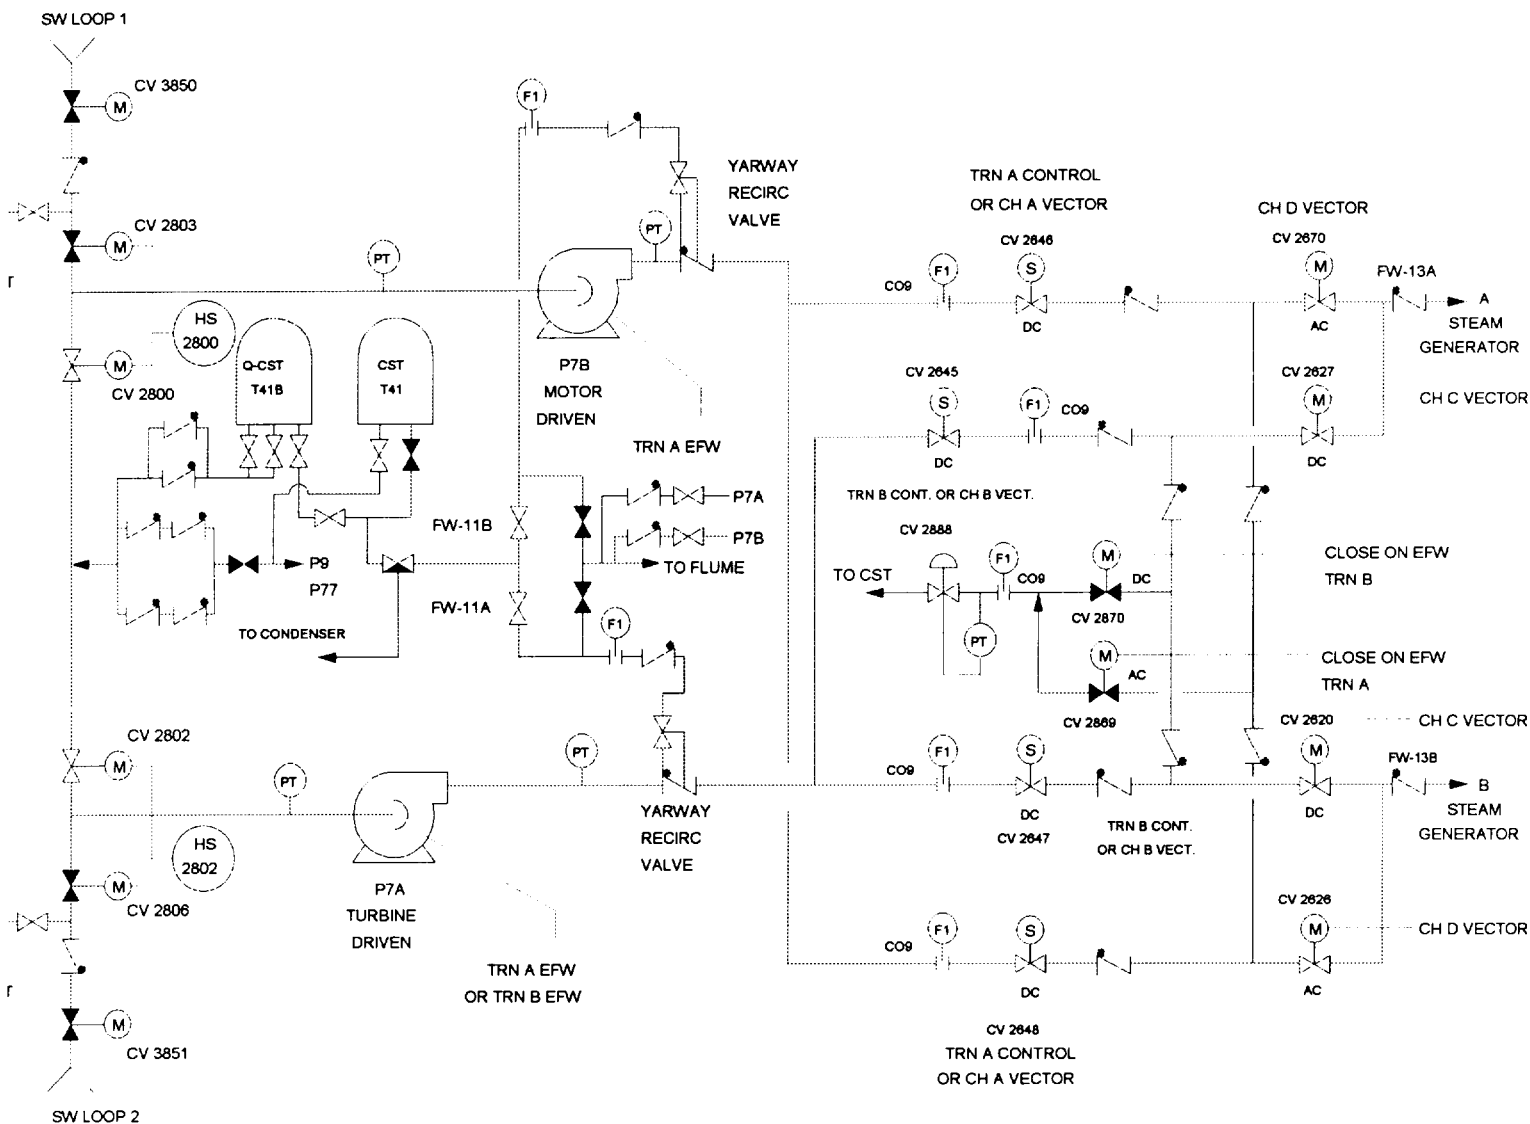 SW LOOP 1
CV 3850
M
F1
YARWAY
RECIRC
VALVE
TRN A CONTROL
OR CH A VECTOR
CH D VECTOR
CV 2803
M
PT
PT
CV 2646
S
DC
CV 2670
M
AC
FW-13A
A
STEAM
GENERATOR
CO9
F1
HS
2800
M
CV 2800
Q-CST
T41B
CST
T41
P7B
MOTOR
DRIVEN
TRN A EFW
CV 2645
S
DC
F1
CO9
CV 2627
M
DC
CH C VECTOR
TRN B CONT. OR CH B VECT.
CV 2888
FW-11B
P7A
P7B
TO FLUME
P9
P77
FW-11A
F1
TO CONDENSER
TO CST
F1
CO9
M
DC
CV 2870
PT
CLOSE ON EFW
TRN B
M
AC
CV 2869
CLOSE ON EFW
TRN A
CV 2802
M
PT
PT
HS
2802
YARWAY
RECIRC
VALVE
CO9
F1
S
DC
CV 2647
TRN B CONT.
OR CH B VECT.
CV 2620
M
DC
CH C VECTOR
FW-13B
B
STEAM
GENERATOR
M
CV 2806
P7A
TURBINE
DRIVEN
TRN A EFW
OR TRN B EFW
CO9
F1
S
DC
CV 2648
TRN A CONTROL
OR CH A VECTOR
CV 2626
M
AC
CH D VECTOR
M
CV 3851
SW LOOP 2